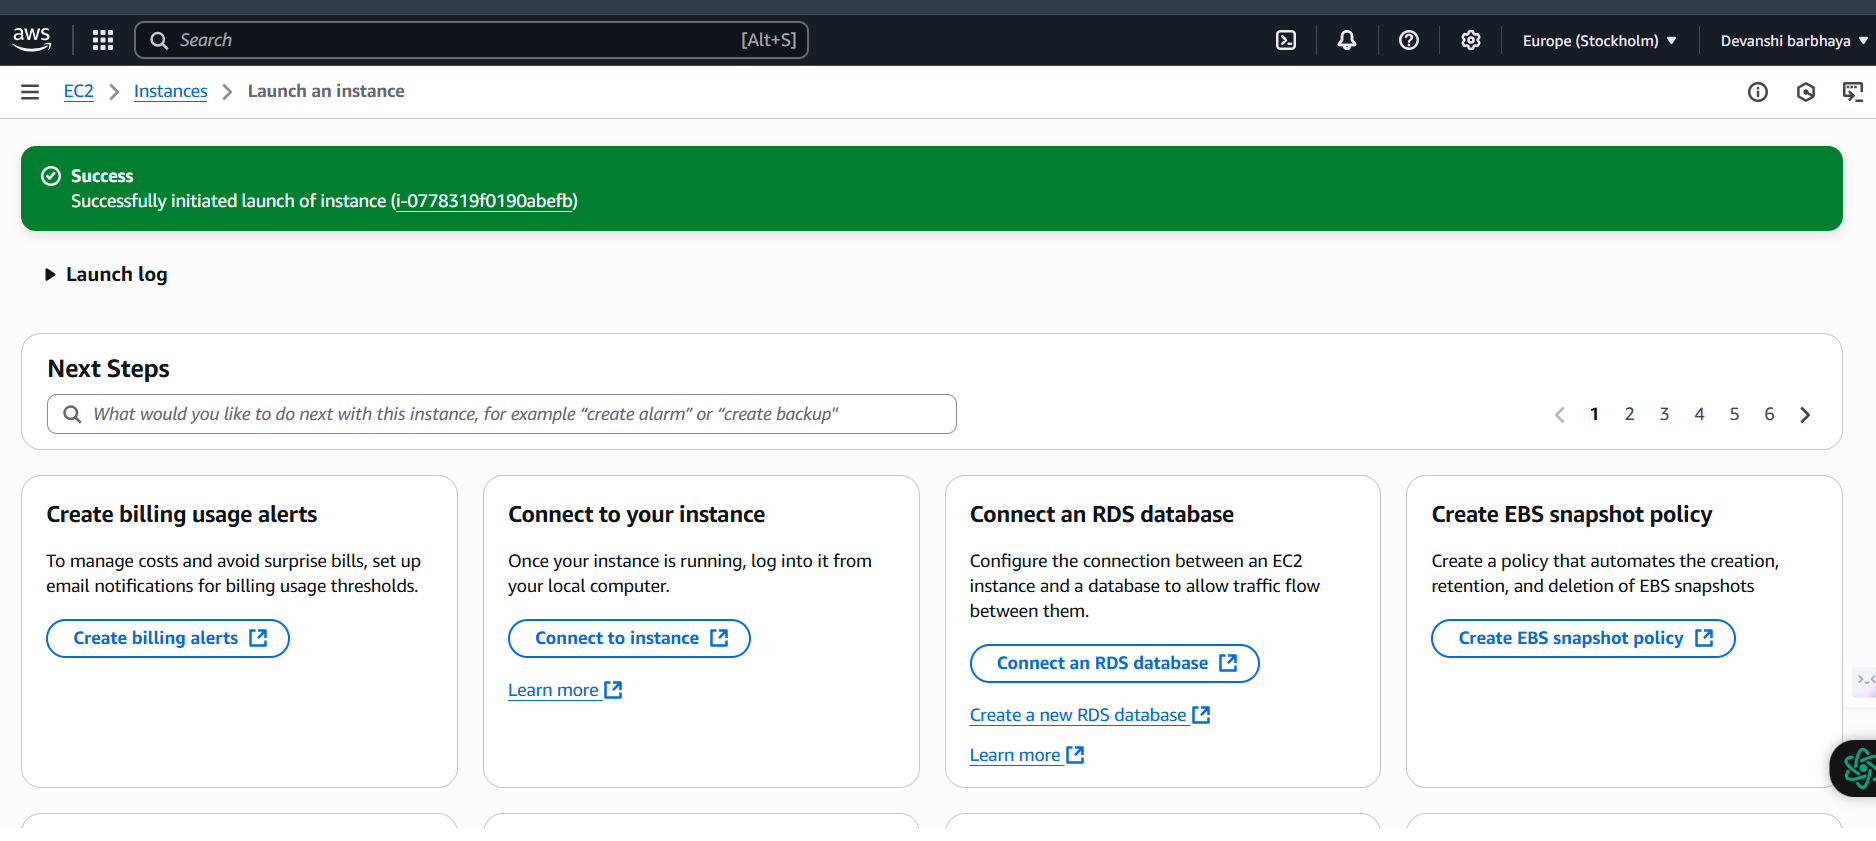 aws
Search
[Alt+S]
Europe (Stockholm)
Devanshi barbhaya
EC2
Instances
Launch an instance
Success
Successfully initiated launch of instance (i-0778319f0190abefb)
Launch log
Next Steps
What would you like to do next with this instance, for example “create alarm” or “create backup"
1 2 3 4 5 6
Create billing usage alerts
To manage costs and avoid surprise bills, set up
email notifications for billing usage thresholds.
Create billing alerts
Connect to your instance
Once your instance is running, log into it from
your local computer.
Connect to instance
Learn more
Connect an RDS database
Configure the connection between an EC2
instance and a database to allow traffic flow
between them.
Connect an RDS database
Create a new RDS database
Learn more
Create EBS snapshot policy
Create a policy that automates the creation,
retention, and deletion of EBS snapshots
Create EBS snapshot policy